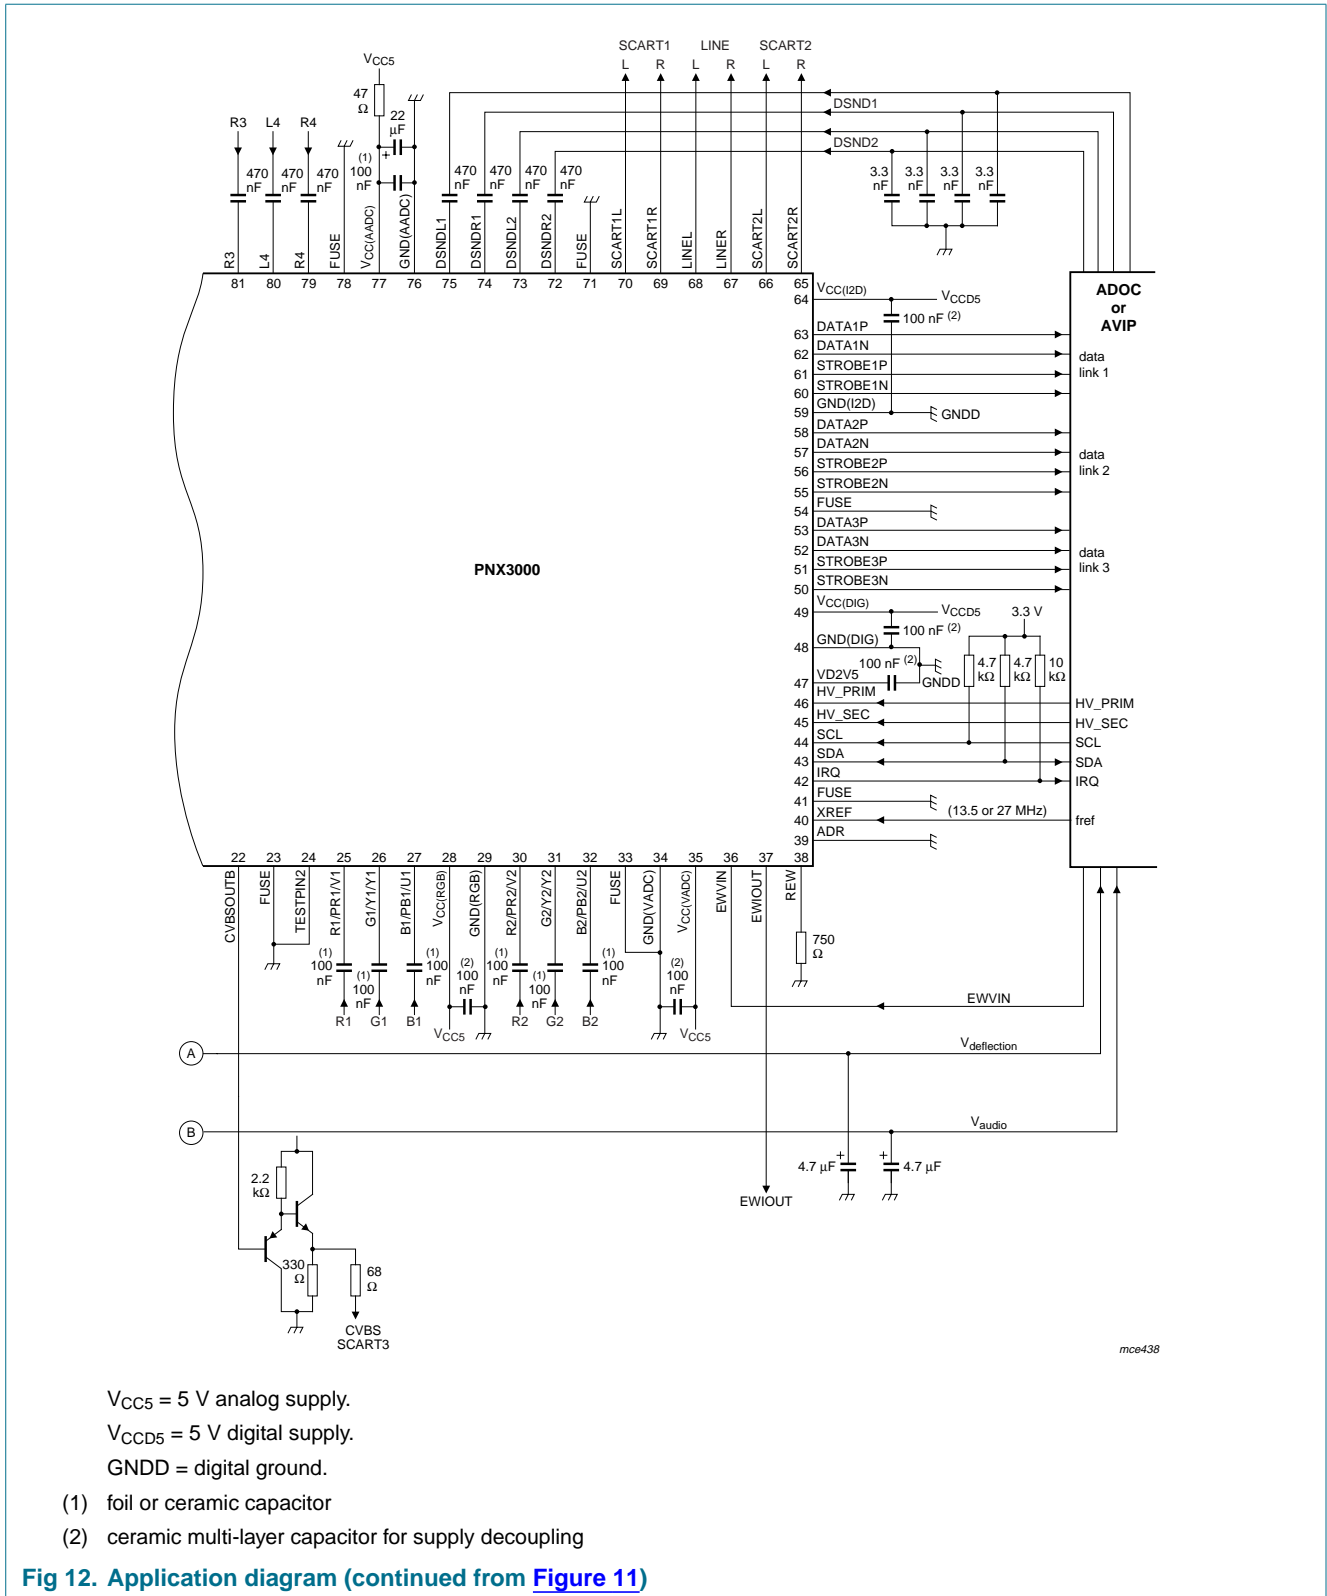 SCART1 LINE SCART2
L R L R L R
VCC5
47 Ω
22 μF
(1) 100 nF
DSND1
DSND2
R3 L4 R4
470 nF 470 nF 470 nF
470 nF 470 nF 470 nF 470 nF
3.3 nF 3.3 nF 3.3 nF 3.3 nF
R3 L4 R4 FUSE VCC(AADC) GND(AADC) DSNDL1 DSNDR1 DSNDL2 DSNDR2 FUSE SCART1L SCART1R LINEL LINER SCART2L SCART2R
81 80 79 78 77 76 75 74 73 72 71 70 69 68 67 66 65
ADOC
or
AVIP
64 VCC(I2D) VCCD5
100 nF (2)
63 DATA1P
62 DATA1N
data
link 1
61 STROBE1P
60 STROBE1N
59 GND(I2D) GNDD
58 DATA2P
57 DATA2N
data
link 2
56 STROBE2P
55 STROBE2N
54 FUSE
53 DATA3P
52 DATA3N
data
link 3
51 STROBE3P
50 STROBE3N
PNX3000
49 VCC(DIG) VCCD5
3.3 V
100 nF (2)
48 GND(DIG)
100 nF (2)
GNDD
4.7 kΩ 4.7 kΩ 10 kΩ
47 VD2V5
46 HV_PRIM HV_PRIM
45 HV_SEC HV_SEC
44 SCL SCL
43 SDA SDA
42 IRQ IRQ
41 FUSE
40 XREF (13.5 or 27 MHz) fref
39 ADR
22 23 24 25 26 27 28 29 30 31 32 33 34 35 36 37 38
CVBSOUTB FUSE TESTPIN2 R1/PR1/V1 G1/Y1/Y1 B1/PB1/U1 VCC(RGB) GND(RGB) R2/PR2/V2 G2/Y2/Y2 B2/PB2/U2 FUSE GND(VADC) VCC(VADC) EWVIN EWIOUT REW
750 Ω
(1) 100 nF (1) 100 nF (1) 100 nF (2) 100 nF (1) 100 nF (1) 100 nF (1) 100 nF (2) 100 nF
R1 G1 B1 VCC5 R2 G2 B2 VCC5
EWVIN
A Vdeflection
B Vaudio
+ 4.7 μF + 4.7 μF
EWIOUT
2.2 kΩ
330 Ω
68 Ω
CVBS
SCART3
mce438
VCC5 = 5 V analog supply.
VCCD5 = 5 V digital supply.
GNDD = digital ground.
(1) foil or ceramic capacitor
(2) ceramic multi-layer capacitor for supply decoupling
Fig 12. Application diagram (continued from Figure 11)